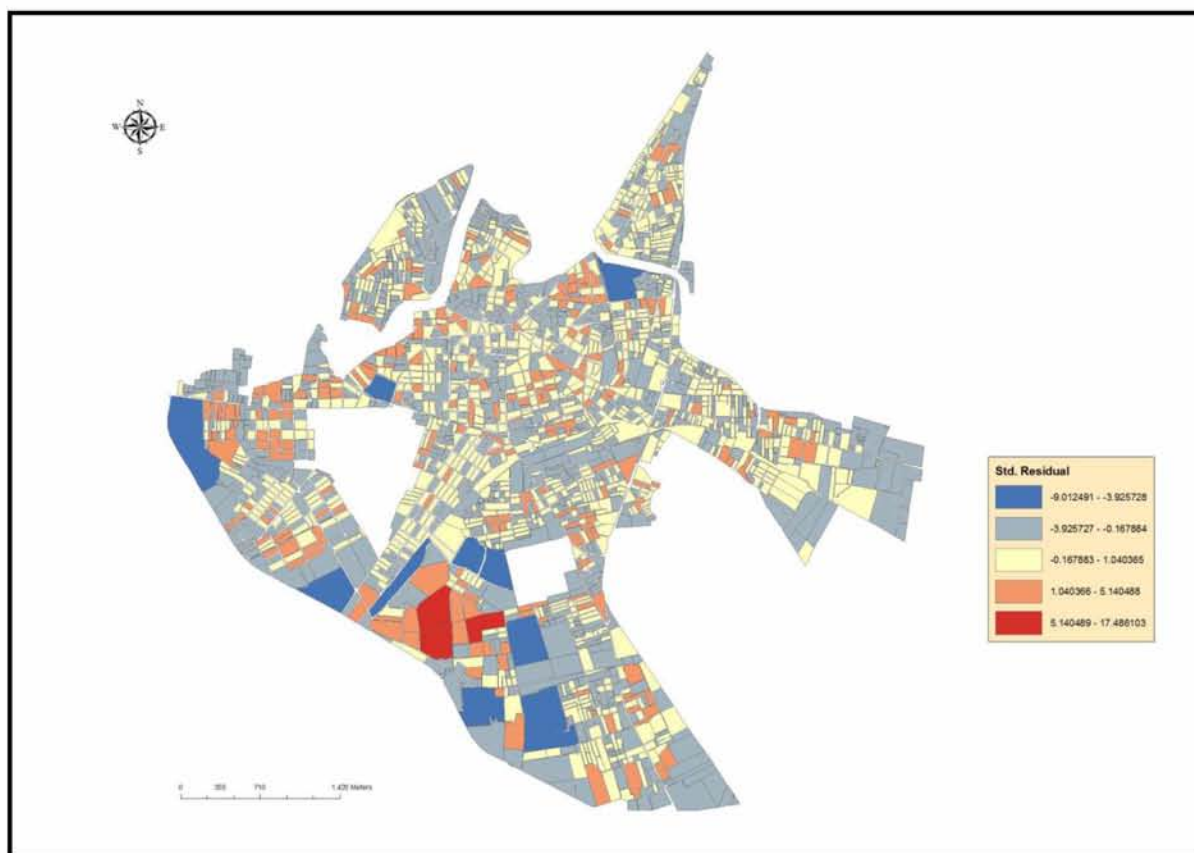 N
W E
S
Std. Residual
-9.012491 - -3.925728
-3.925727 - -0.167884
-0.167883 - 1.040365
1.040366 - 5.140488
5.140489 - 17.486103
0 355 710 1.420 Meters